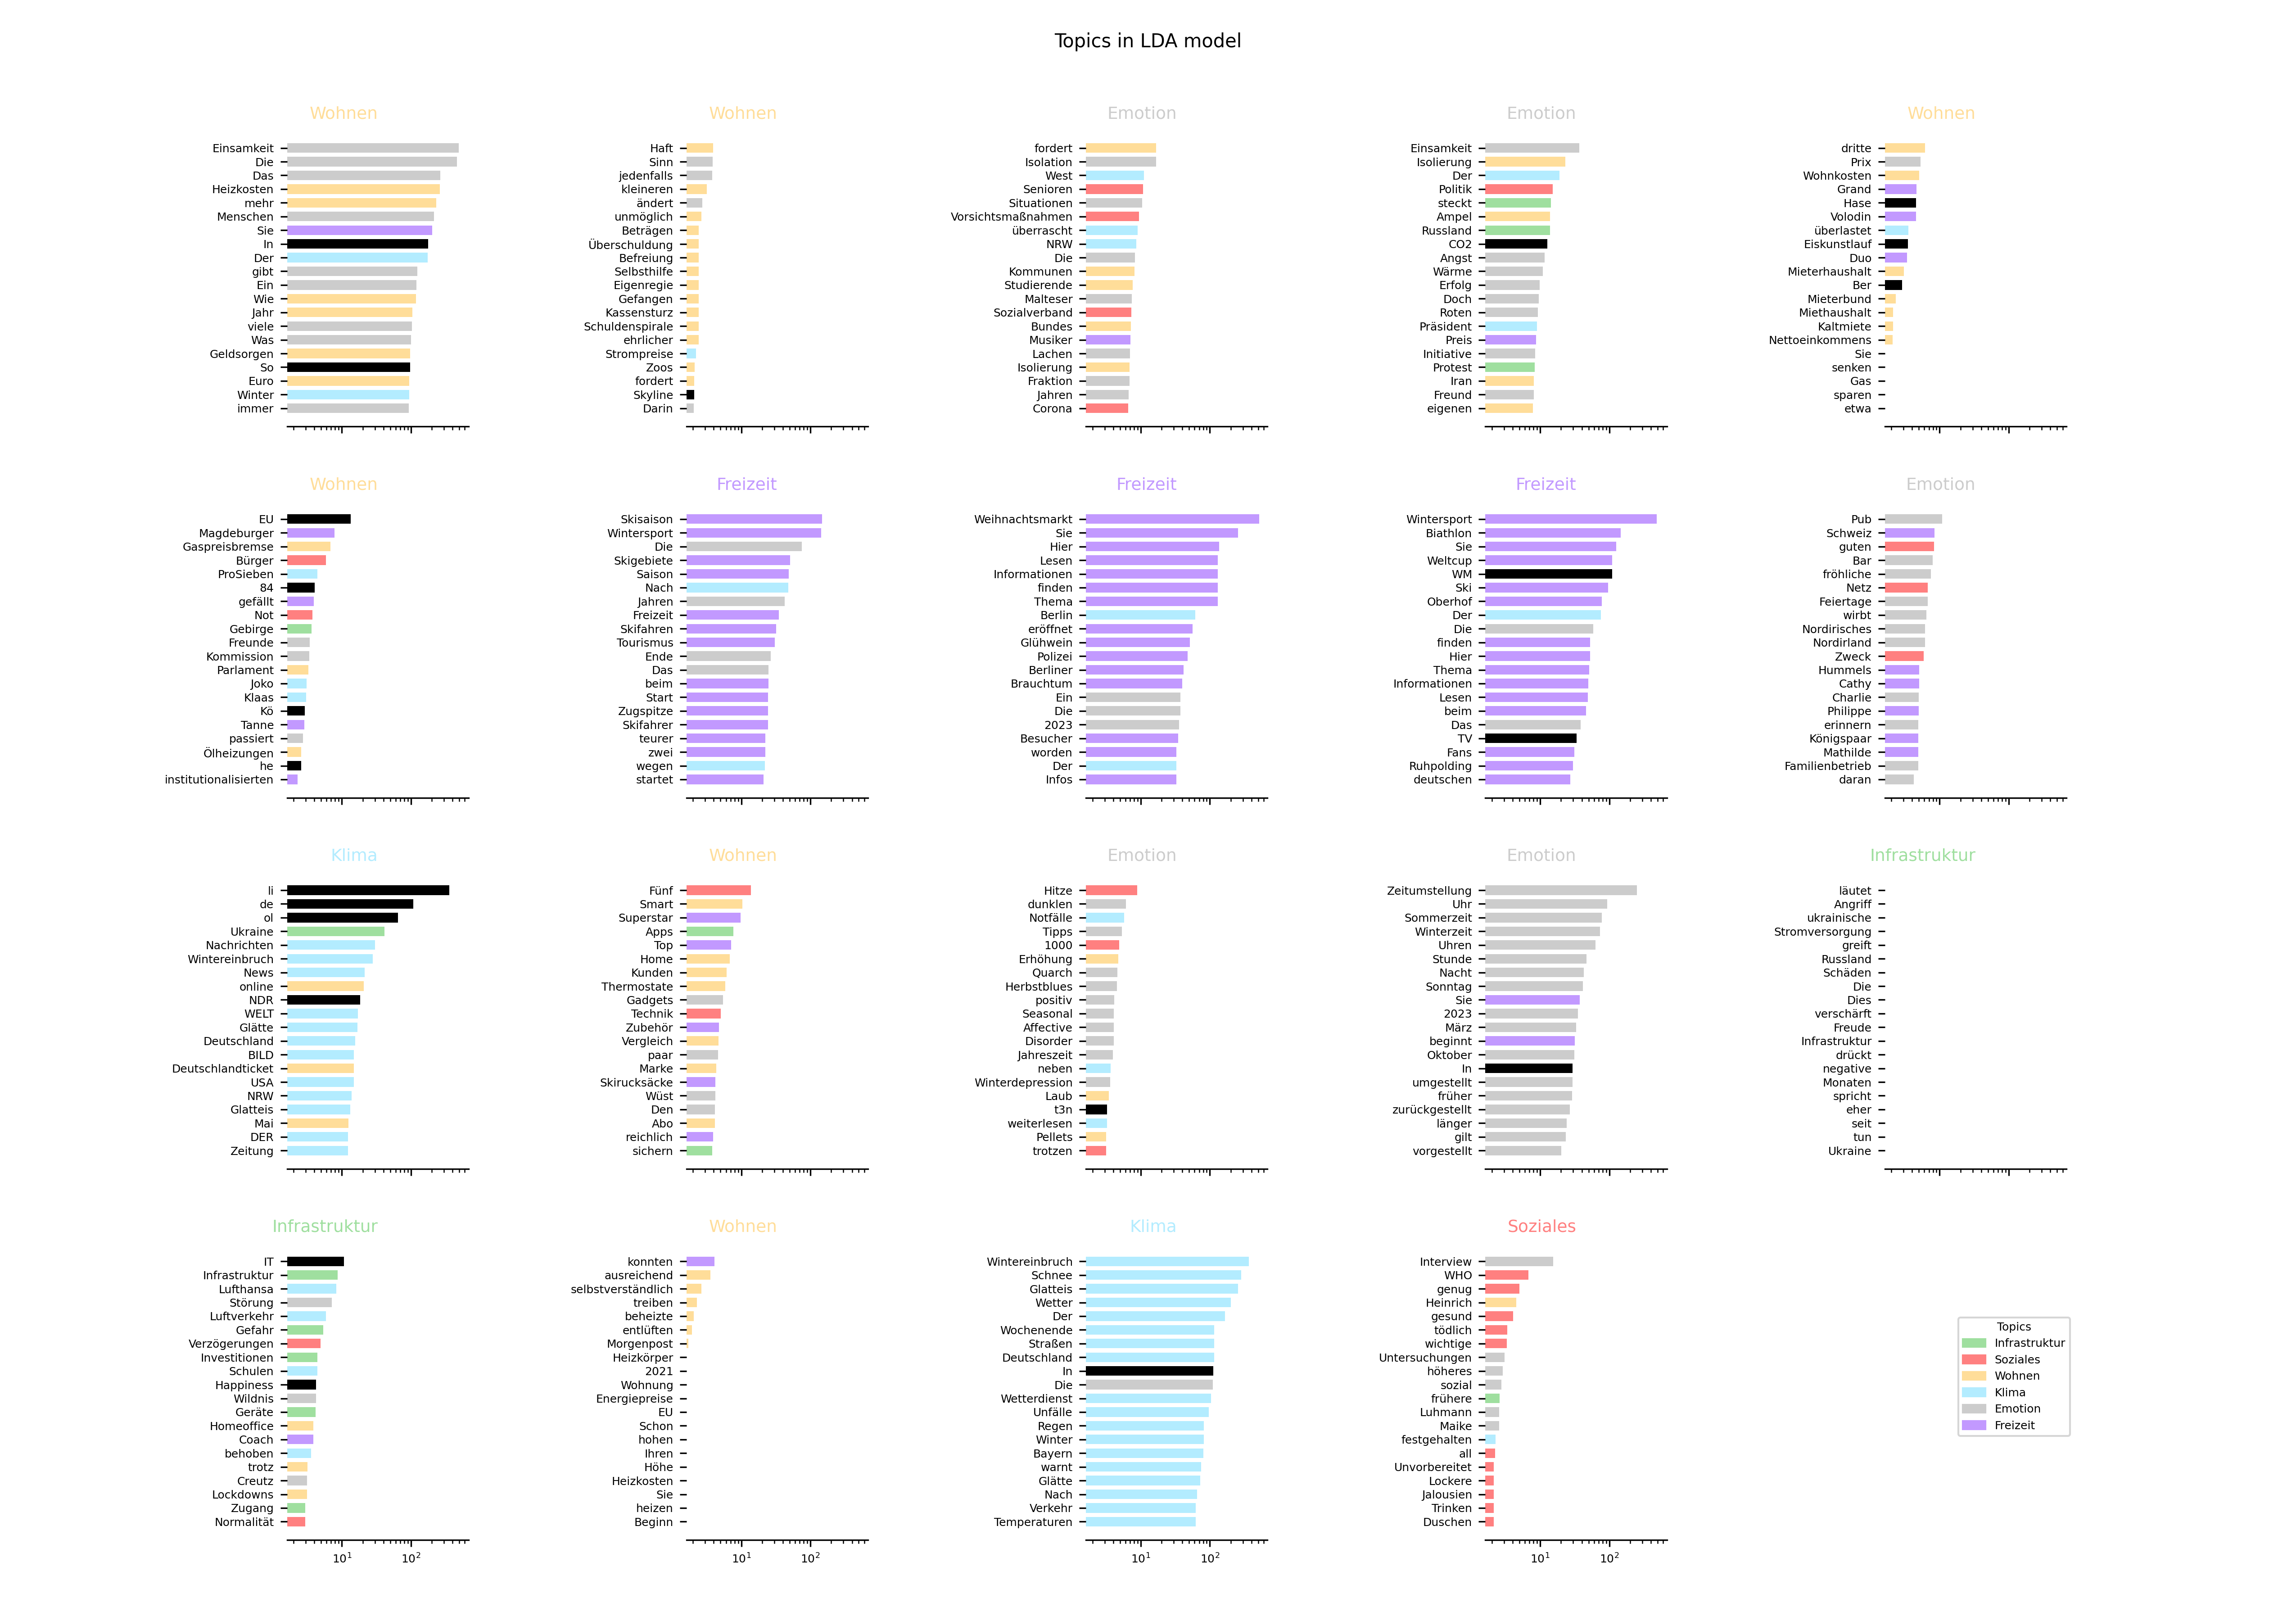 Topics in LDA model
Wohnen
Einsamkeit
Die
Das
Heizkosten
mehr
Menschen
Sie
In
Der
gibt
Ein
Wie
Jahr
viele
Was
Geldsorgen
So
Euro
Winter
immer
Wohnen
Haft
Sinn
jedenfalls
kleineren
ändert
unmöglich
Beträgen
Überschuldung
Befreiung
Selbsthilfe
Eigenregie
Gefangen
Kassensturz
Schuldenspirale
ehrlicher
Strompreise
Zoos
fordert
Skyline
Darin
Emotion
fordert
Isolation
West
Senioren
Situationen
Vorsichtsmaßnahmen
überrascht
NRW
Die
Kommunen
Studierende
Malteser
Sozialverband
Bundes
Musiker
Lachen
Isolierung
Fraktion
Jahren
Corona
Emotion
Einsamkeit
Isolierung
Der
Politik
steckt
Ampel
Russland
CO2
Angst
Wärme
Erfolg
Doch
Roten
Präsident
Preis
Initiative
Protest
Iran
Freund
eigenen
Wohnen
dritte
Prix
Wohnkosten
Grand
Hase
Volodin
überlastet
Eiskunstlauf
Duo
Mieterhaushalt
Ber
Mieterbund
Miethaushalt
Kaltmiete
Nettoeinkommens
Sie
senken
Gas
sparen
etwa
Wohnen
EU
Magdeburger
Gaspreisbremse
Bürger
ProSieben
84
gefällt
Not
Gebirge
Freunde
Kommission
Parlament
Joko
Klaas
Kö
Tanne
passiert
Ölheizungen
he
institutionalisierten
Freizeit
Skisaison
Wintersport
Die
Skigebiete
Saison
Nach
Jahren
Freizeit
Skifahren
Tourismus
Ende
Das
beim
Start
Zugspitze
Skifahrer
teurer
zwei
wegen
startet
Freizeit
Weihnachtsmarkt
Sie
Hier
Lesen
Informationen
finden
Thema
Berlin
eröffnet
Glühwein
Polizei
Berliner
Brauchtum
Ein
Die
2023
Besucher
worden
Der
Infos
Freizeit
Wintersport
Biathlon
Sie
Weltcup
WM
Ski
Oberhof
Der
Die
finden
Hier
Thema
Informationen
Lesen
beim
Das
TV
Fans
Ruhpolding
deutschen
Emotion
Pub
Schweiz
guten
Bar
fröhliche
Netz
Feiertage
wirbt
Nordirisches
Nordirland
Zweck
Hummels
Cathy
Charlie
Philippe
erinnern
Königspaar
Mathilde
Familienbetrieb
daran
Klima
li
de
ol
Ukraine
Nachrichten
Wintereinbruch
News
online
NDR
WELT
Glätte
Deutschland
BILD
Deutschlandticket
USA
NRW
Glatteis
Mai
DER
Zeitung
Wohnen
Fünf
Smart
Superstar
Apps
Top
Home
Kunden
Thermostate
Gadgets
Technik
Zubehör
Vergleich
paar
Marke
Skirucksäcke
Wüst
Den
Abo
reichlich
sichern
Emotion
Hitze
dunklen
Notfälle
Tipps
1000
Erhöhung
Quarch
Herbstblues
positiv
Seasonal
Affective
Disorder
Jahreszeit
neben
Winterdepression
Laub
t3n
weiterlesen
Pellets
trotzen
Emotion
Zeitumstellung
Uhr
Sommerzeit
Winterzeit
Uhren
Stunde
Nacht
Sonntag
Sie
2023
März
beginnt
Oktober
In
umgestellt
früher
zurückgestellt
länger
gilt
vorgestellt
Infrastruktur
läutet
Angriff
ukrainische
Stromversorgung
greift
Russland
Schäden
Die
Dies
verschärft
Freude
Infrastruktur
drückt
negative
Monaten
spricht
eher
seit
tun
Ukraine
Infrastruktur
IT
Infrastruktur
Lufthansa
Störung
Luftverkehr
Gefahr
Verzögerungen
Investitionen
Schulen
Happiness
Wildnis
Geräte
Homeoffice
Coach
behoben
trotz
Creutz
Lockdowns
Zugang
Normalität
10¹ 10²
Wohnen
konnten
ausreichend
selbstverständlich
treiben
beheizte
entlüften
Morgenpost
Heizkörper
2021
Wohnung
Energiepreise
EU
Schon
hohen
Ihren
Höhe
Heizkosten
Sie
heizen
Beginn
10¹ 10²
Klima
Wintereinbruch
Schnee
Glatteis
Wetter
Der
Wochenende
Straßen
Deutschland
In
Die
Wetterdienst
Unfälle
Regen
Winter
Bayern
warnt
Glätte
Nach
Verkehr
Temperaturen
10¹ 10²
Soziales
Interview
WHO
genug
Heinrich
gesund
tödlich
wichtige
Untersuchungen
höheres
sozial
frühere
Luhmann
Maike
festgehalten
all
Unvorbereitet
Lockere
Jalousien
Trinken
Duschen
10¹ 10²
Topics
Infrastruktur
Soziales
Wohnen
Klima
Emotion
Freizeit